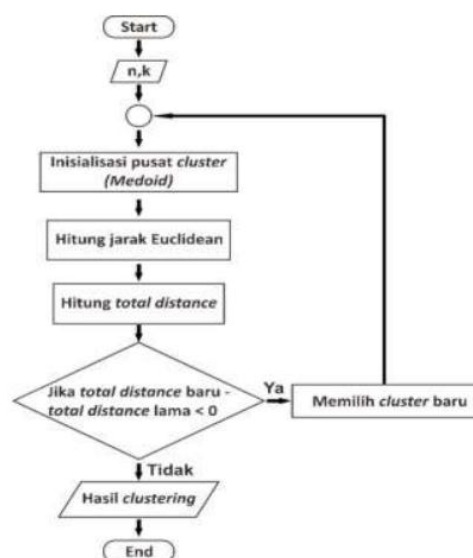 Start
n,k
Inisialisasi pusat cluster
(Medoid)
Hitung jarak Euclidean
Hitung total distance
Jika total distance baru -
total distance lama < 0
Ya
Memilih cluster baru
Tidak
Hasil clustering
End